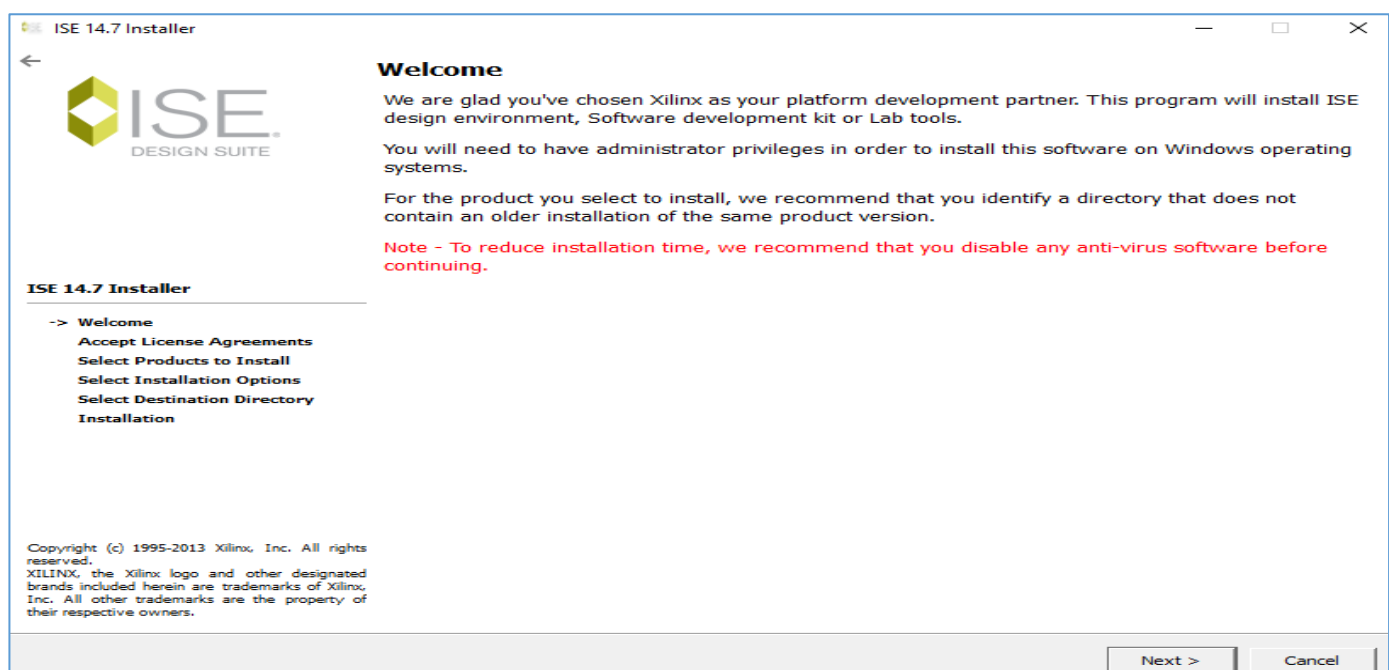 ISE 14.7 Installer
ISE.
DESIGN SUITE
Welcome
We are glad you've chosen Xilinx as your platform development partner. This program will install ISE
design environment, Software development kit or Lab tools.
You will need to have administrator privileges in order to install this software on Windows operating
systems.
For the product you select to install, we recommend that you identify a directory that does not
contain an older installation of the same product version.
Note - To reduce installation time, we recommend that you disable any anti-virus software before
continuing.
ISE 14.7 Installer
-> Welcome
Accept License Agreements
Select Products to Install
Select Installation Options
Select Destination Directory
Installation
Copyright (c) 1995-2013 Xilinx, Inc. All rights
reserved.
XILINX, the Xilinx logo and other designated
brands included herein are trademarks of Xilinx,
Inc. All other trademarks are the property of
their respective owners.
Next >
Cancel